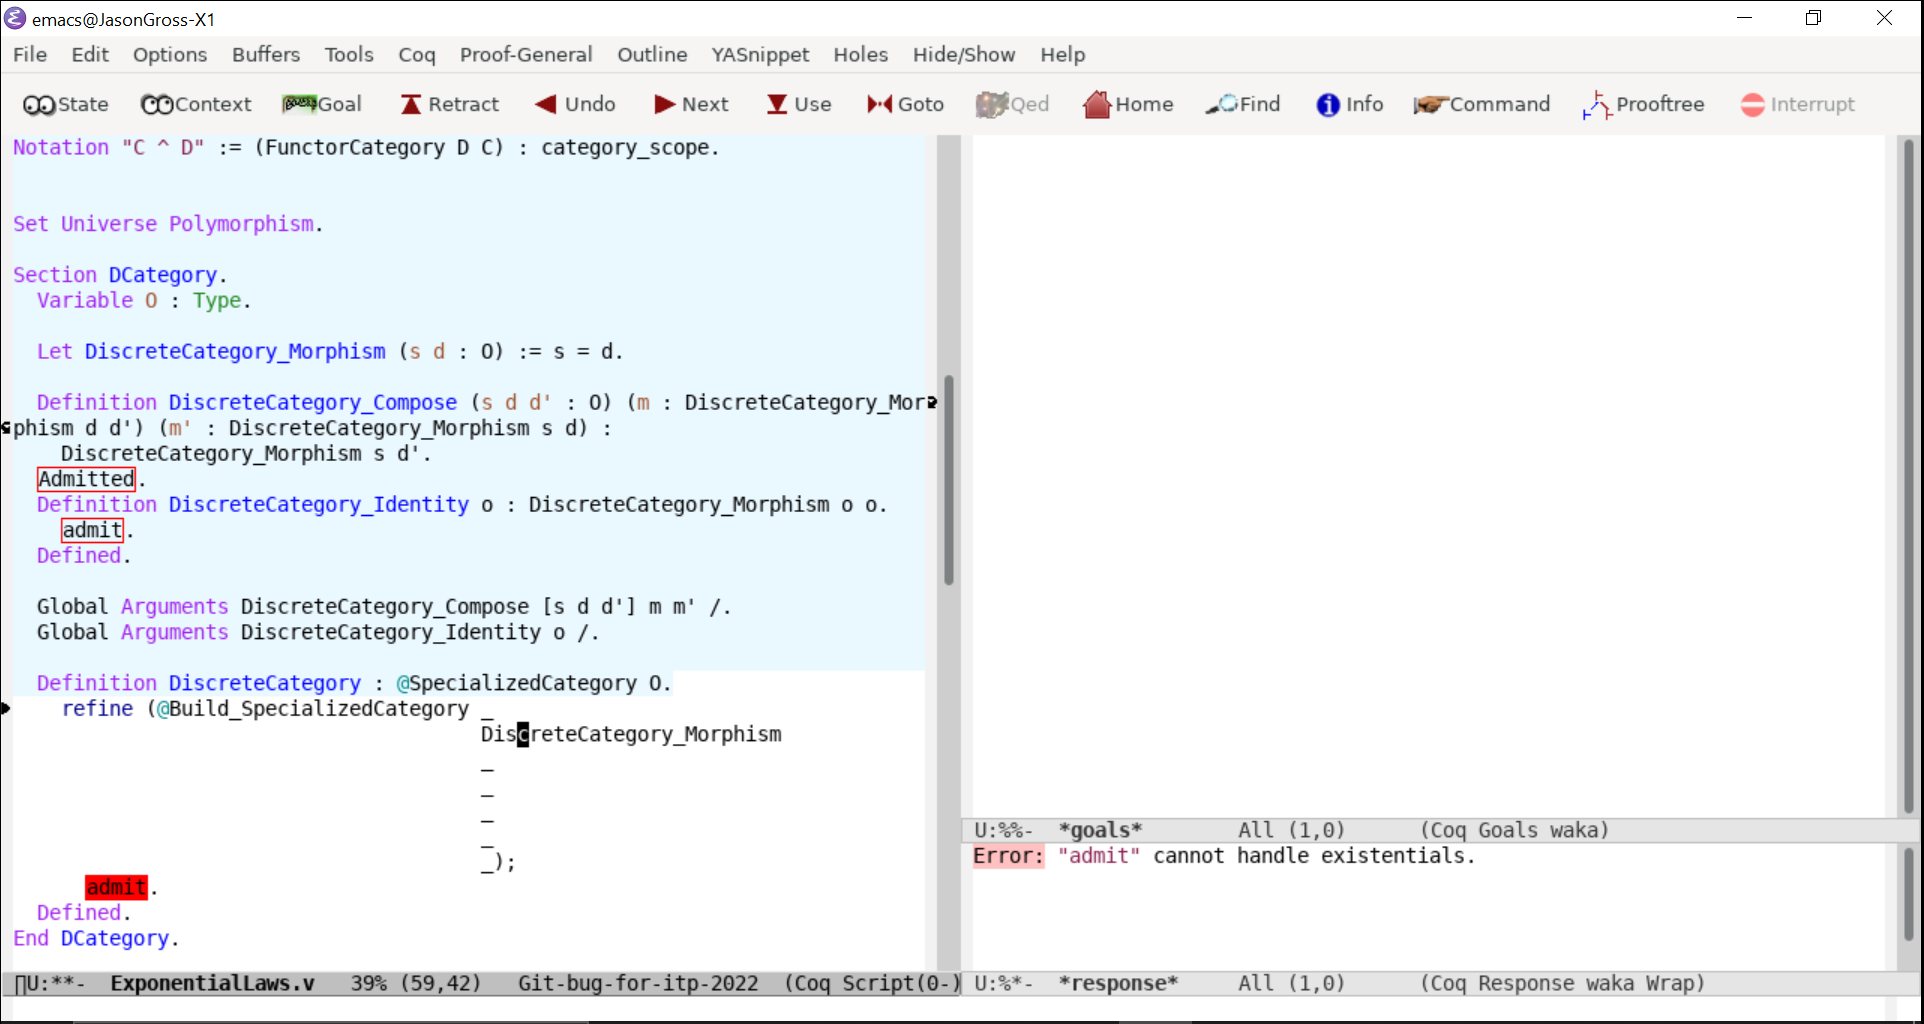 emacs@JasonGross-X1
File Edit Options Buffers Tools Coq Proof-General Outline YASnippet Holes Hide/Show Help
State Context Goal Retract Undo Next Use Goto Qed Home Find Info Command Prooftree Interrupt
Notation "C ^ D" := (FunctorCategory D C) : category_scope.
Set Universe Polymorphism.
Section DCategory.
Variable O : Type.
Let DiscreteCategory_Morphism (s d : O) := s = d.
Definition DiscreteCategory_Compose (s d d' : O) (m : DiscreteCategory_Mor
phism d d') (m' : DiscreteCategory_Morphism s d) :
DiscreteCategory_Morphism s d'.
Admitted.
Definition DiscreteCategory_Identity o : DiscreteCategory_Morphism o o.
admit.
Defined.
Global Arguments DiscreteCategory_Compose [s d d'] m m' /.
Global Arguments DiscreteCategory_Identity o /.
Definition DiscreteCategory : @SpecializedCategory O.
refine (@Build_SpecializedCategory _
DiscreteCategory_Morphism
_
_
_
_
_);
admit.
Defined.
End DCategory.
U:**- ExponentialLaws.v 39% (59,42) Git-bug-for-itp-2022 (Coq Script(0-)
U:%%- *goals* All (1,0) (Coq Goals waka)
Error: "admit" cannot handle existentials.
U:%*- *response* All (1,0) (Coq Response waka Wrap)